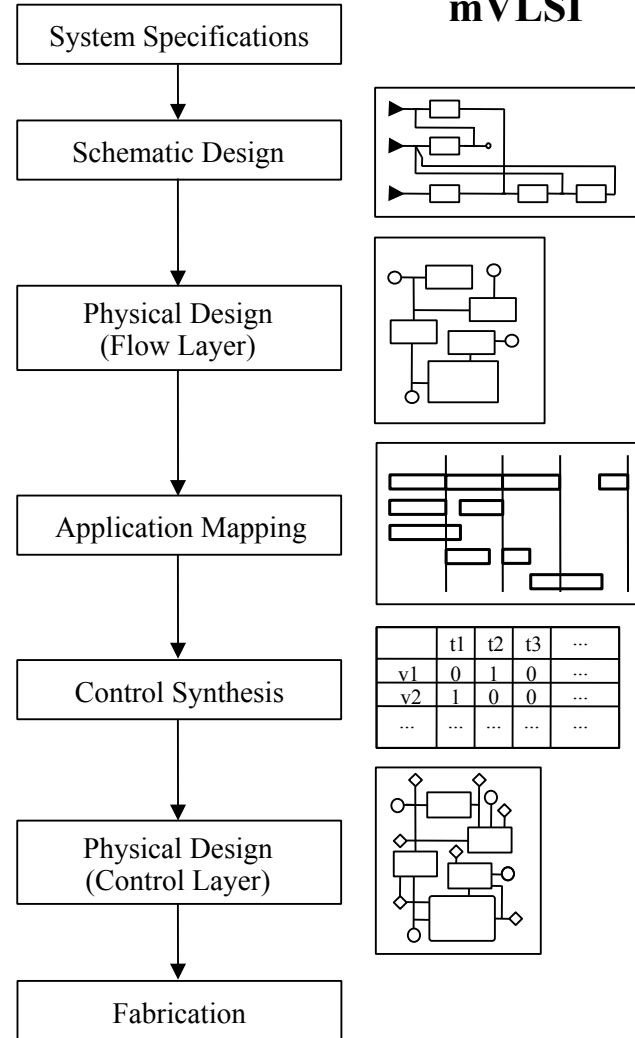 mVLSI
System Specifications
Schematic Design
Physical Design
(Flow Layer)
Application Mapping
t1 t2 t3 ...
v1 0 1 0 ...
v2 1 0 0 ...
... ... ... ... ...
Control Synthesis
Physical Design
(Control Layer)
Fabrication